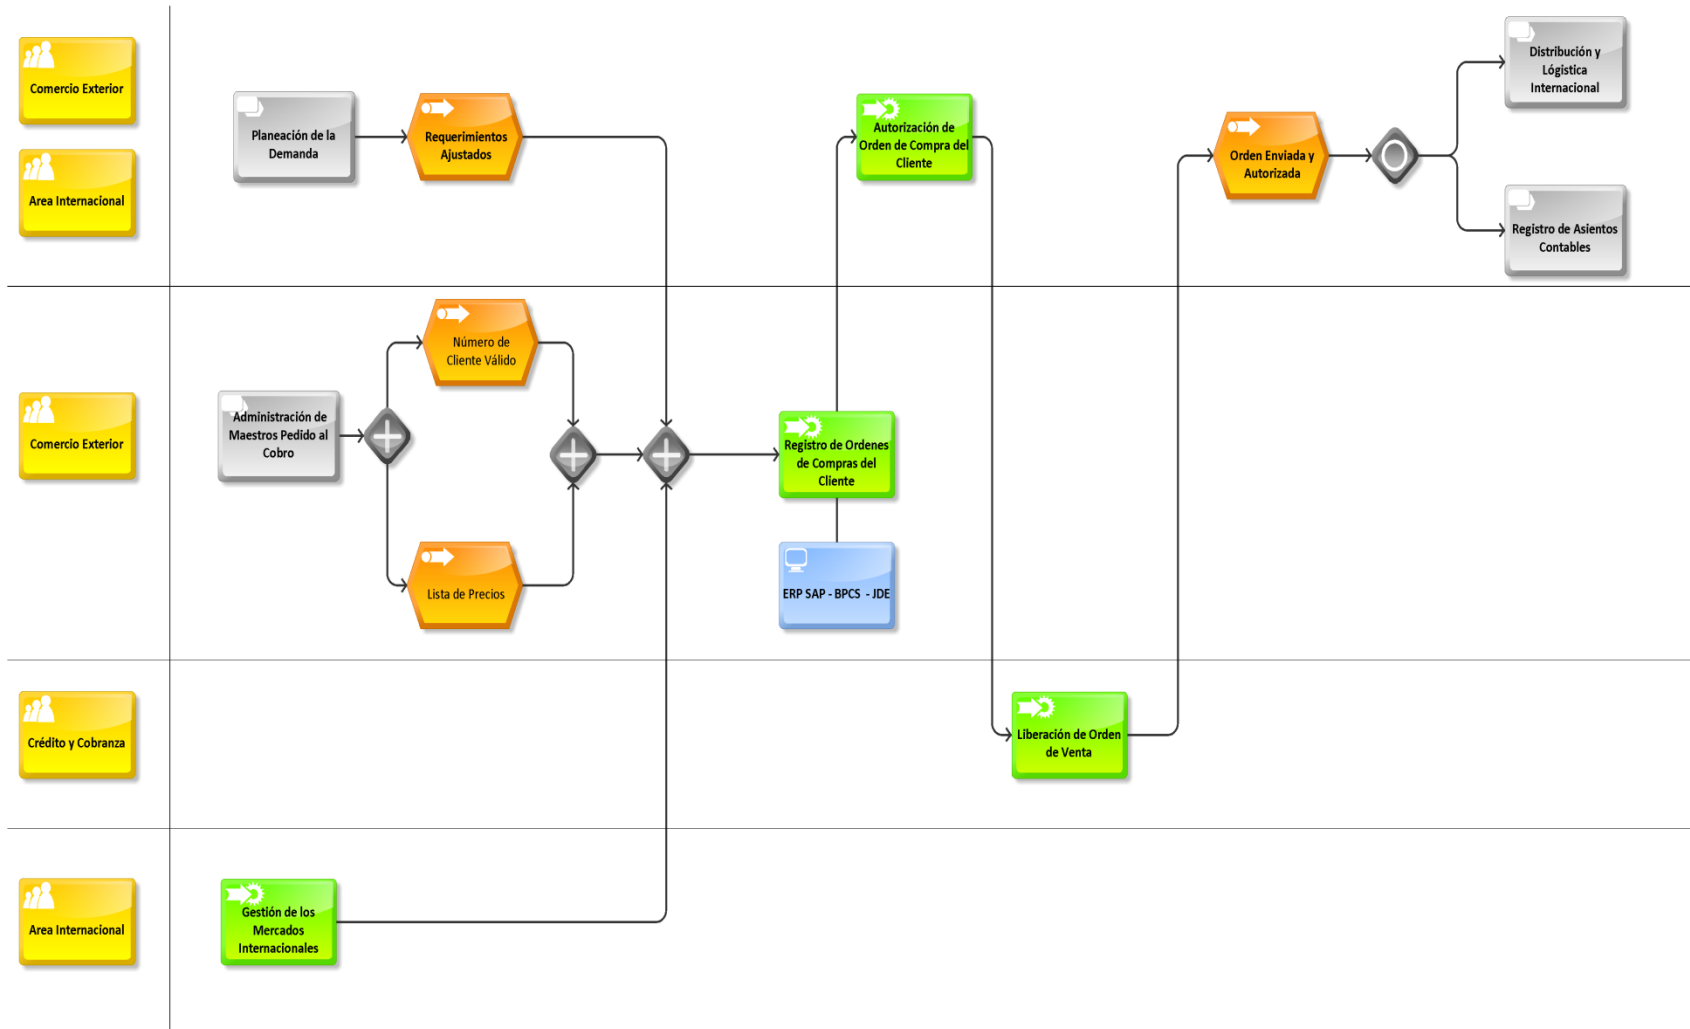 Comercio Exterior
Area Internacional
Planeación de la
Demanda
Requerimientos
Ajustados
Autorización de
Orden de Compra del
Cliente
Orden Enviada y
Autorizada
Distribución y
Lógistica
Internacional
Registro de Asientos
Contables
Comercio Exterior
Administración de
Maestros Pedido al
Cobro
Número de
Cliente Válido
Lista de Precios
Registro de Ordenes
de Compras del
Cliente
ERP SAP - BPCS - JDE
Crédito y Cobranza
Liberación de Orden
de Venta
Area Internacional
Gestión de los
Mercados
Internacionales